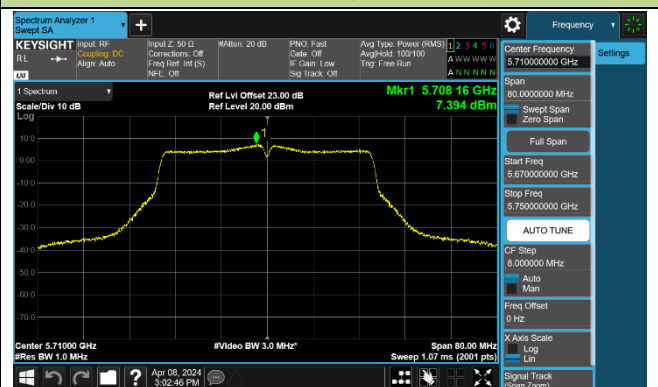 Spectrum Analyzer 1
Swept SA
Frequency
KEYSIGHT
RL
LXI
Input: RF
Coupling: DC
Align: Auto
Input Z: 50 Ω
Corrections: Off
Freq Ref: Int (S)
NFE: Off
#Atten: 20 dB
PNO: Fast
Gate: Off
IF Gain: Low
Sig Track: Off
Avg Type: Power (RMS)
Avg|Hold: 100/100
Trig: Free Run
1 2 3 4 5 6
A W W W W W
A N N N N N
1 Spectrum
Scale/Div 10 dB
Log
Ref Lvl Offset 23.00 dB
Ref Level 20.00 dBm
Mkr1 5.708 16 GHz
7.394 dBm
1
10.0
0.00
-10.0
-20.0
-30.0
-40.0
-50.0
-60.0
-70.0
Center 5.71000 GHz
#Res BW 1.0 MHz
#Video BW 3.0 MHz*
Span 80.00 MHz
Sweep 1.07 ms (2001 pts)
Center Frequency
5.710000000 GHz
Settings
Span
80.0000000 MHz
Swept Span
Zero Span
Full Span
Start Freq
5.670000000 GHz
Stop Freq
5.750000000 GHz
AUTO TUNE
CF Step
8.000000 MHz
Auto
Man
Freq Offset
0 Hz
X Axis Scale
Log
Lin
Signal Track
(Span Zoom)
?
Apr 08, 2024
3:02:46 PM